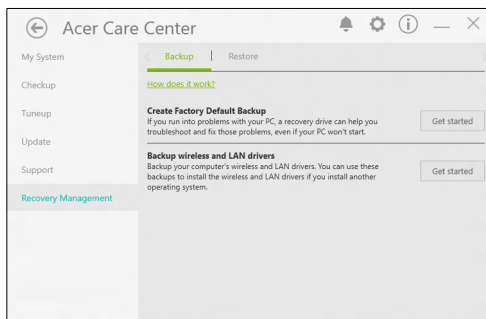 Acer Care Center
My System
Backup
Restore
Checkup
How does it work?
Tuneup
Create Factory Default Backup
If you run into problems with your PC, a recovery drive can help you
troubleshoot and fix those problems, even if your PC won't start.
Get started
Update
Backup wireless and LAN drivers
Backup your computer's wireless and LAN drivers. You can use these
backups to install the wireless and LAN drivers if you install another
operating system.
Get started
Support
Recovery Management